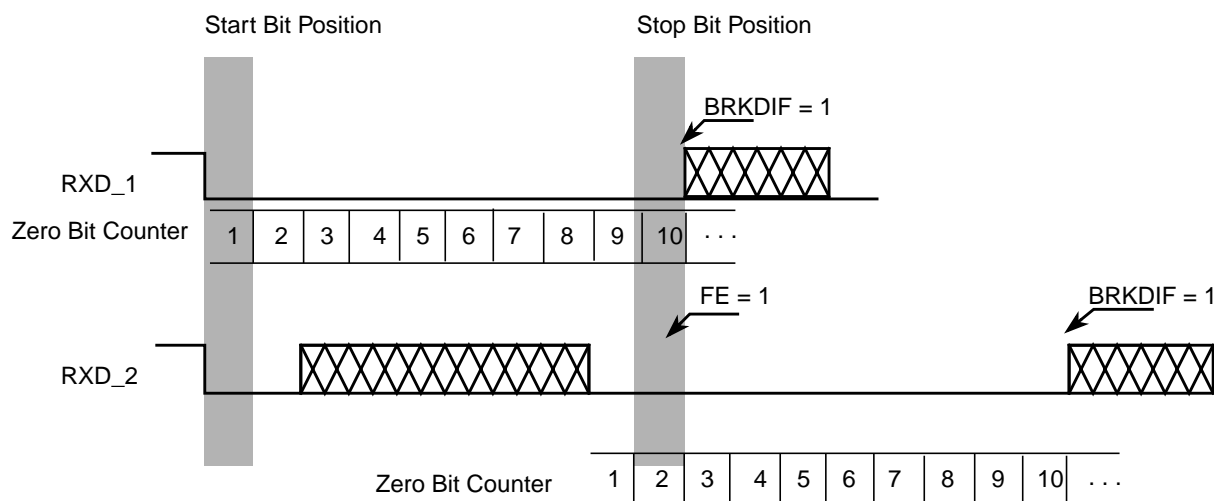 Start Bit Position Stop Bit Position
BRKDIF = 1
RXD_1
Zero Bit Counter 1 2 3 4 5 6 7 8 9 10 . . .
FE = 1 BRKDIF = 1
RXD_2
Zero Bit Counter 1 2 3 4 5 6 7 8 9 10 . . .